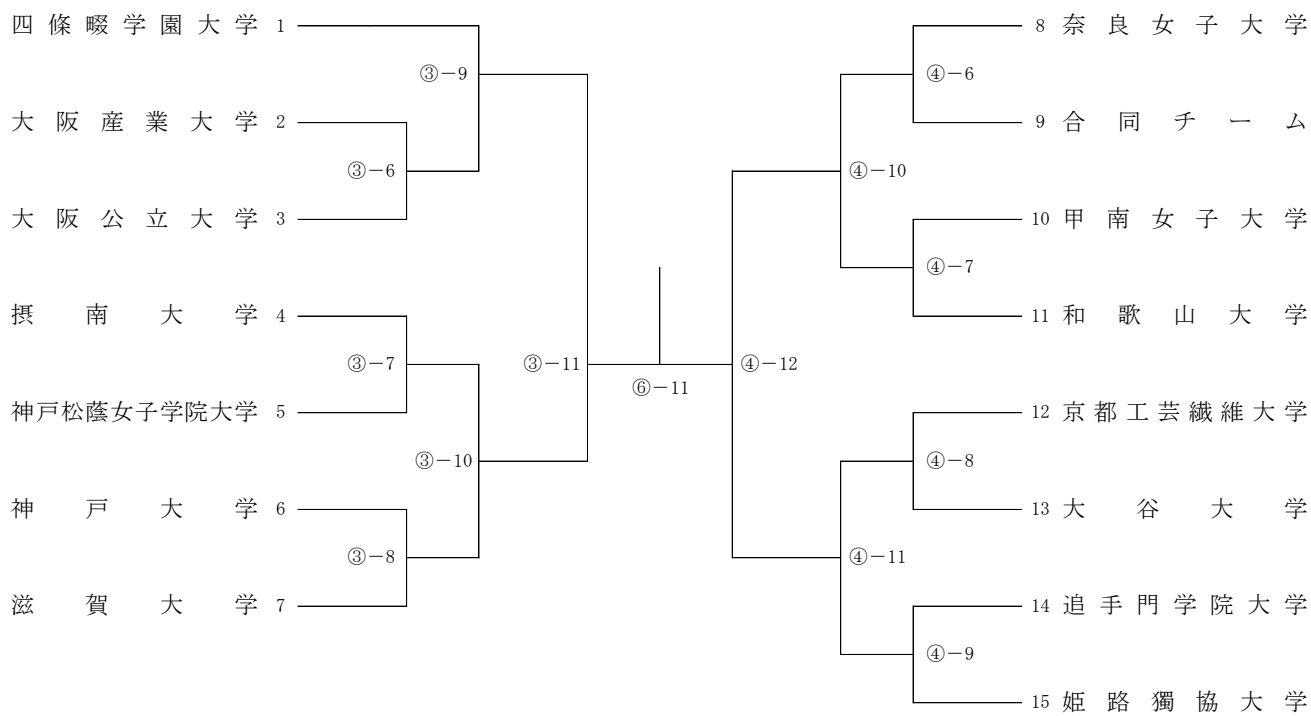 四條畷学園大学 1
③-9
大阪産業大学 2
③-6
大阪公立大学 3
摂南大学 4
③-7
③-11
神戸松蔭女子学院大学 5
③-10
神戸大学 6
③-8
滋賀大学 7
⑥-11
8 奈良女子大学
④-6
9 合同チーム
④-10
10 甲南女子大学
④-7
11 和歌山大学
④-12
12 京都工芸繊維大学
④-8
13 大谷大学
④-11
14 追手門学院大学
④-9
15 姫路獨協大学